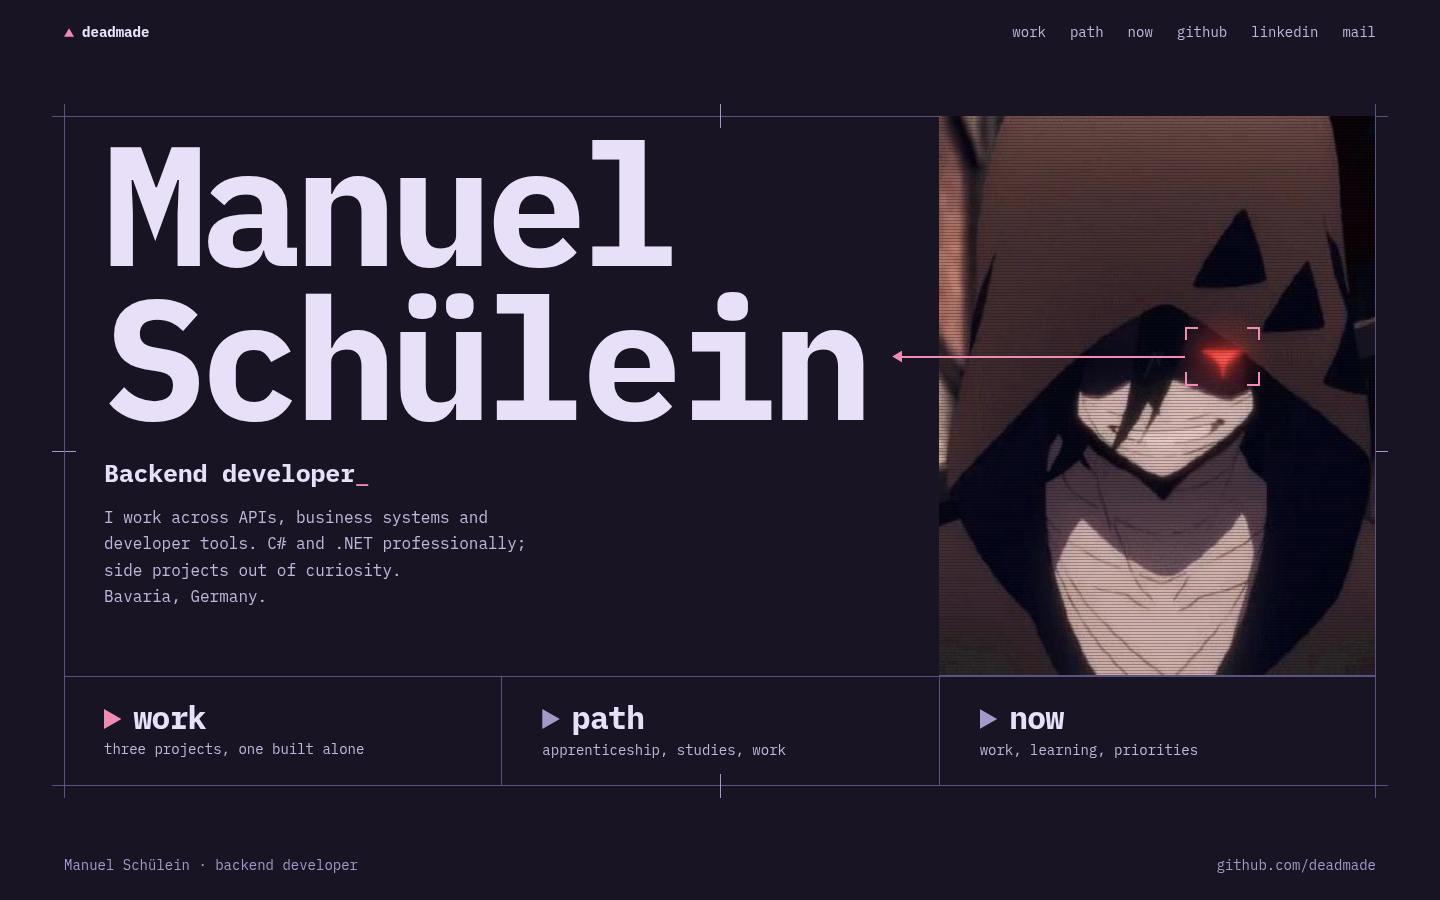 deadmade
work path now github linkedin mail
Manuel
Schülein
Backend developer_
I work across APIs, business systems and
developer tools. C# and .NET professionally;
side projects out of curiosity.
Bavaria, Germany.
work
three projects, one built alone
path
apprenticeship, studies, work
now
work, learning, priorities
Manuel Schülein · backend developer
github.com/deadmade